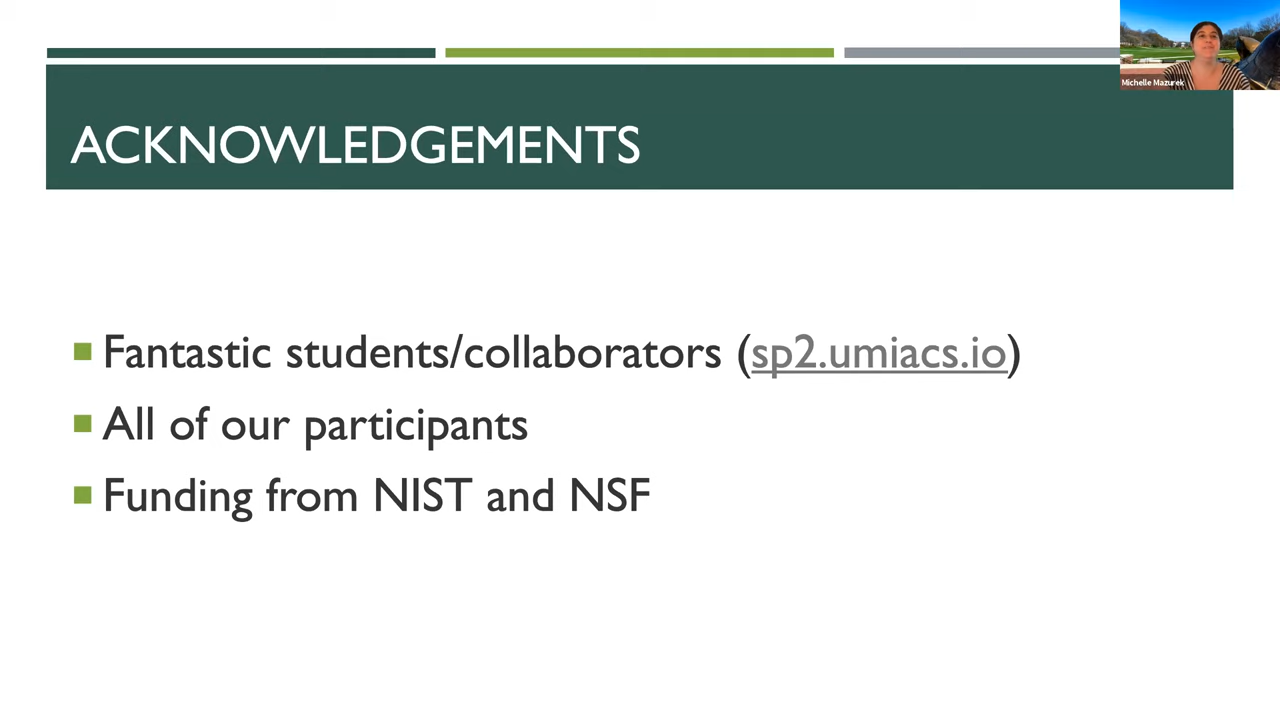 Michelle Mazurek
ACKNOWLEDGEMENTS
Fantastic students/collaborators (sp2.umiacs.io)
All of our participants
Funding from NIST and NSF